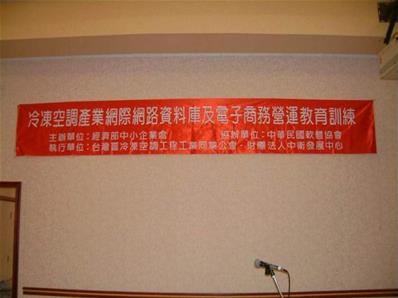 冷凍空調產業網際網路資料庫及電子商務營運教育訓練
主辦單位:經濟部中小企業處 協辦單位:中華民國軟體協會
執行單位:台灣區冷凍空調工程工業同業公會、財團法人中衛發展中心